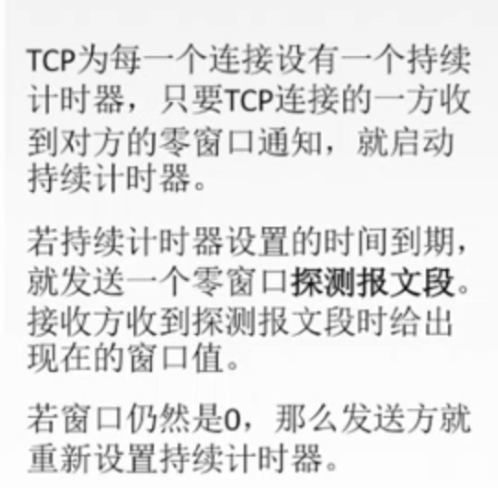 TCP为每一个连接设有一个持续
计时器，只要TCP连接的一方收
到对方的零窗口通知，就启动
持续计时器。
若持续计时器设置的时间到期，
就发送一个零窗口探测报文段。
接收方收到探测报文段时给出
现在的窗口值。
若窗口仍然是0，那么发送方就
重新设置持续计时器。